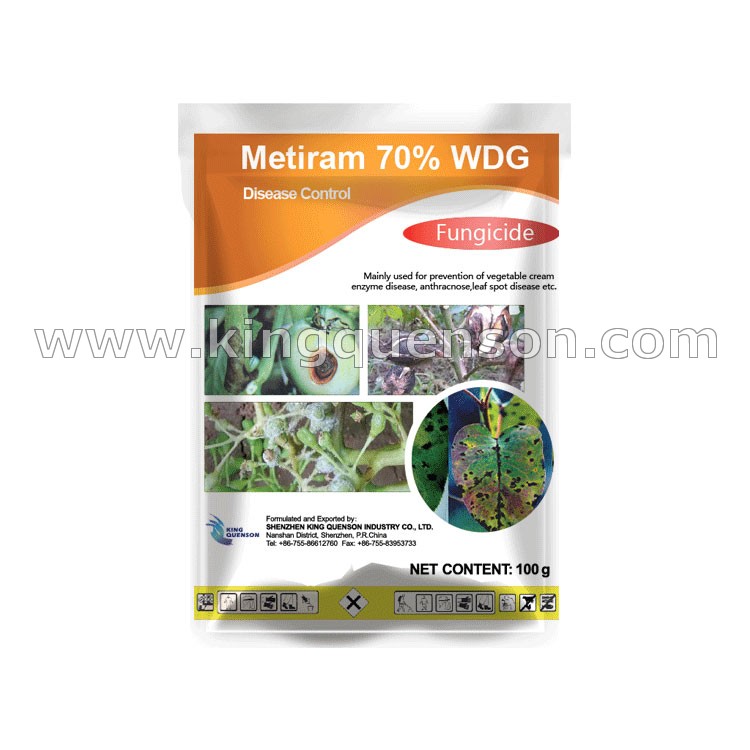 Metiram 70% WDG
Disease Control
Fungicide
Mainly used for prevention of vegetable cream
enzyme disease, anthracnose,leaf spot disease etc.
www.kingquenson.com
KING
QUENSON
Formulated and Exported by:
SHENZHEN KING QUENSON INDUSTRY CO., LTD.
Nanshan District, Shenzhen, P.R.China
Tel: +86-755-86612760 Fax: +86-755-83953733
NET CONTENT: 100 g